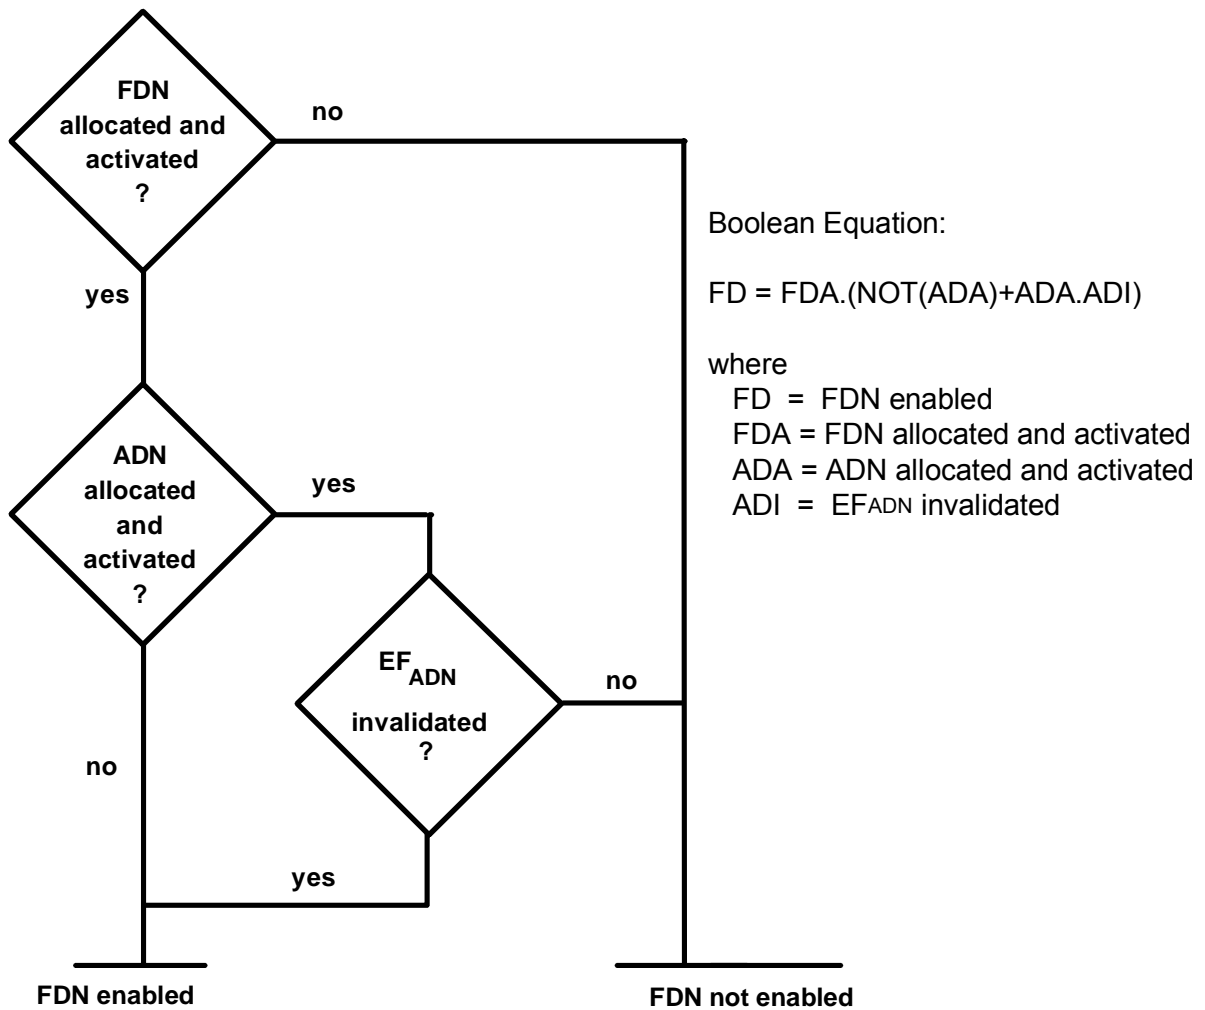 FDN
allocated and
activated
?
no
yes
Boolean Equation:
FD = FDA.(NOT(ADA)+ADA.ADI)
where
FD = FDN enabled
FDA = FDN allocated and activated
ADA = ADN allocated and activated
ADI = EFADN invalidated
ADN
allocated
and
activated
?
yes
EFADN
invalidated
?
no
no
yes
FDN enabled
FDN not enabled